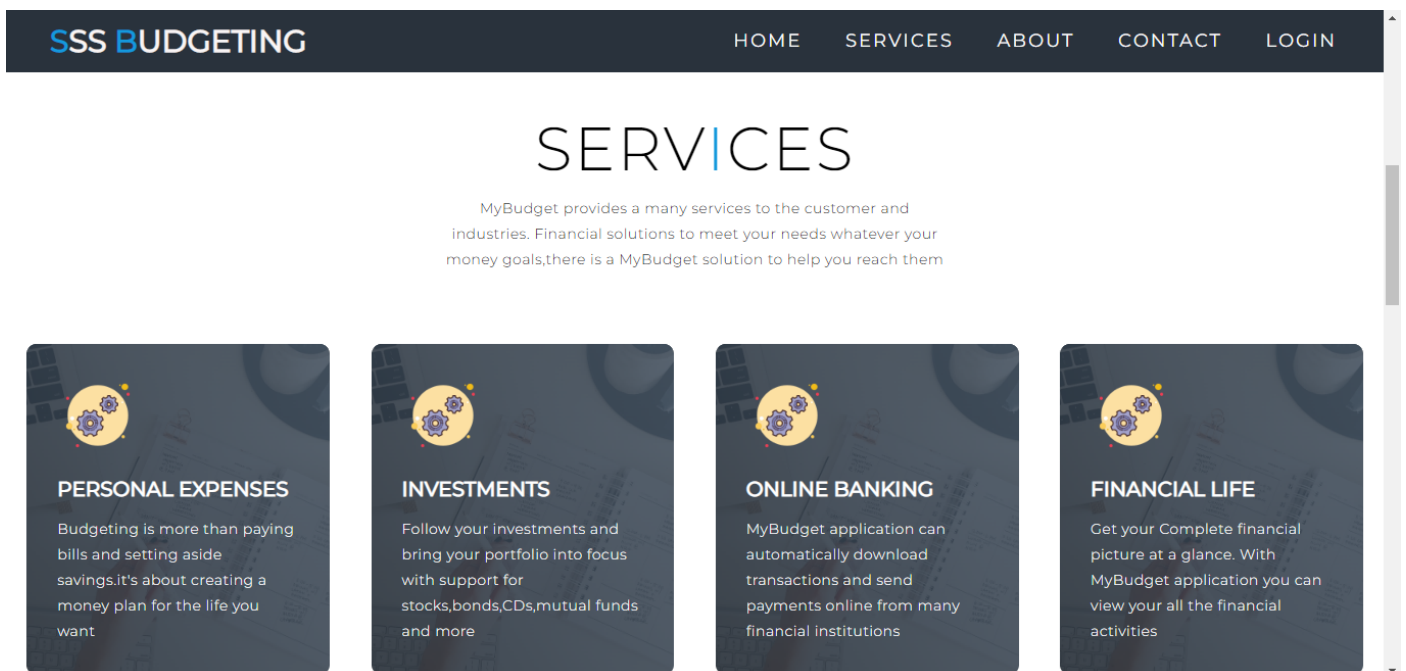 SSS BUDGETING
HOME SERVICES ABOUT CONTACT LOGIN
SERVICES
MyBudget provides a many services to the customer and
industries. Financial solutions to meet your needs whatever your
money goals,there is a MyBudget solution to help you reach them
PERSONAL EXPENSES
Budgeting is more than paying
bills and setting aside
savings.it's about creating a
money plan for the life you
want
INVESTMENTS
Follow your investments and
bring your portfolio into focus
with support for
stocks,bonds,CDs,mutual funds
and more
ONLINE BANKING
MyBudget application can
automatically download
transactions and send
payments online from many
financial institutions
FINANCIAL LIFE
Get your Complete financial
picture at a glance. With
MyBudget application you can
view your all the financial
activities